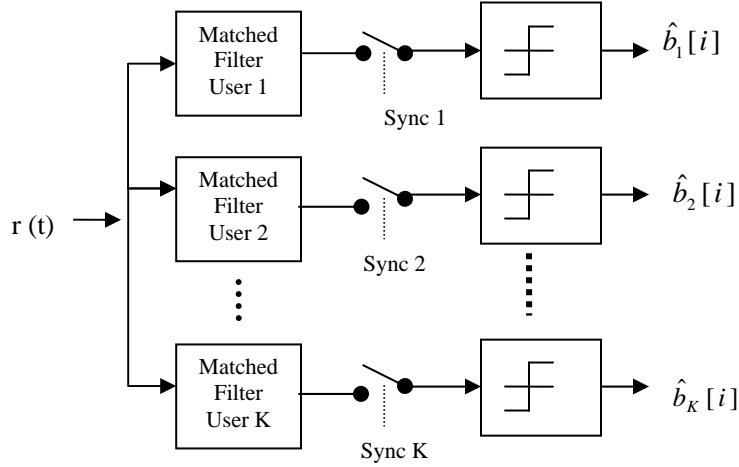 Matched
Filter
User 1
Sync 1
b̂₁[i]
Matched
Filter
User 2
Sync 2
b̂₂[i]
r (t)
Matched
Filter
User K
Sync K
b̂_K[i]